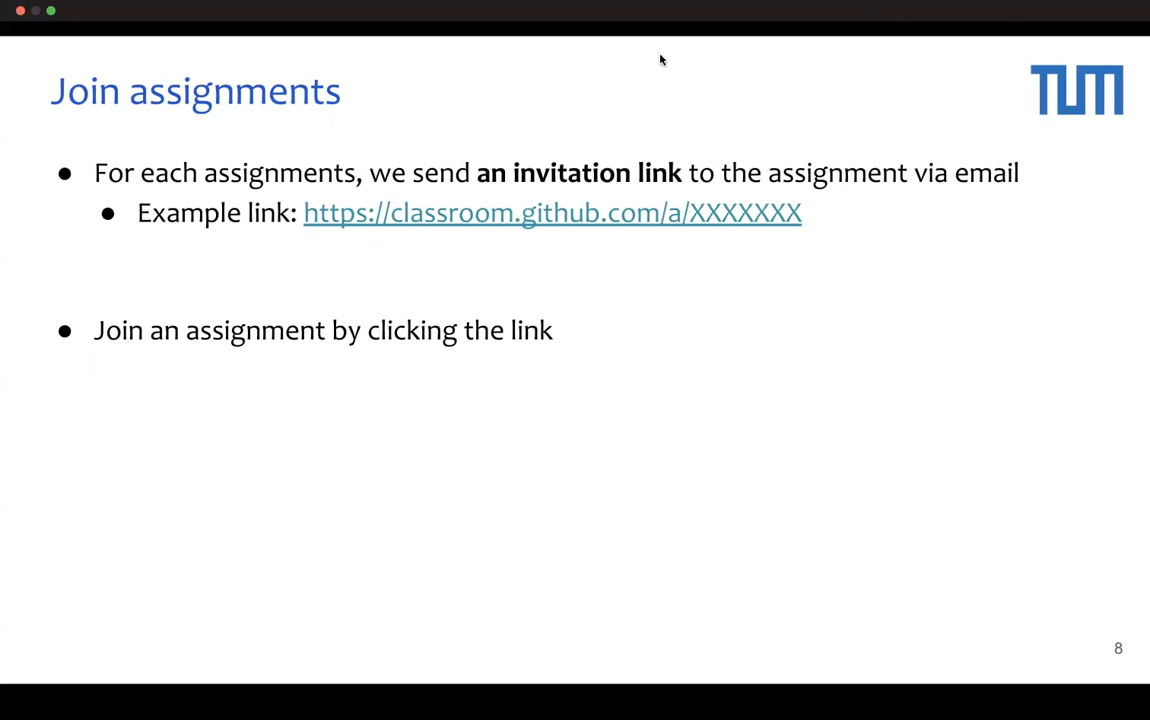 Join assignments
TUM
● For each assignments, we send an invitation link to the assignment via email
● Example link: https://classroom.github.com/a/XXXXXXX
● Join an assignment by clicking the link
8